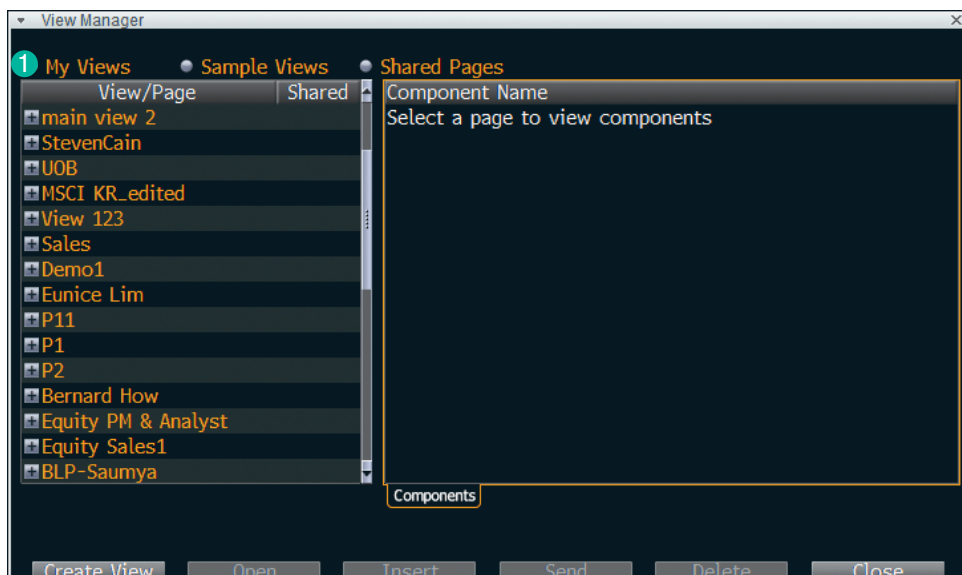 View Manager
1 My Views Sample Views Shared Pages
View/Page Shared
Component Name
main view 2
Select a page to view components
StevenCain
UOB
MSCI KR_edited
View 123
Sales
Demo1
Eunice Lim
P11
P1
P2
Bernard How
Equity PM & Analyst
Equity Sales1
BLP-Saumya
Components
Create View Open Insert Send Delete Close